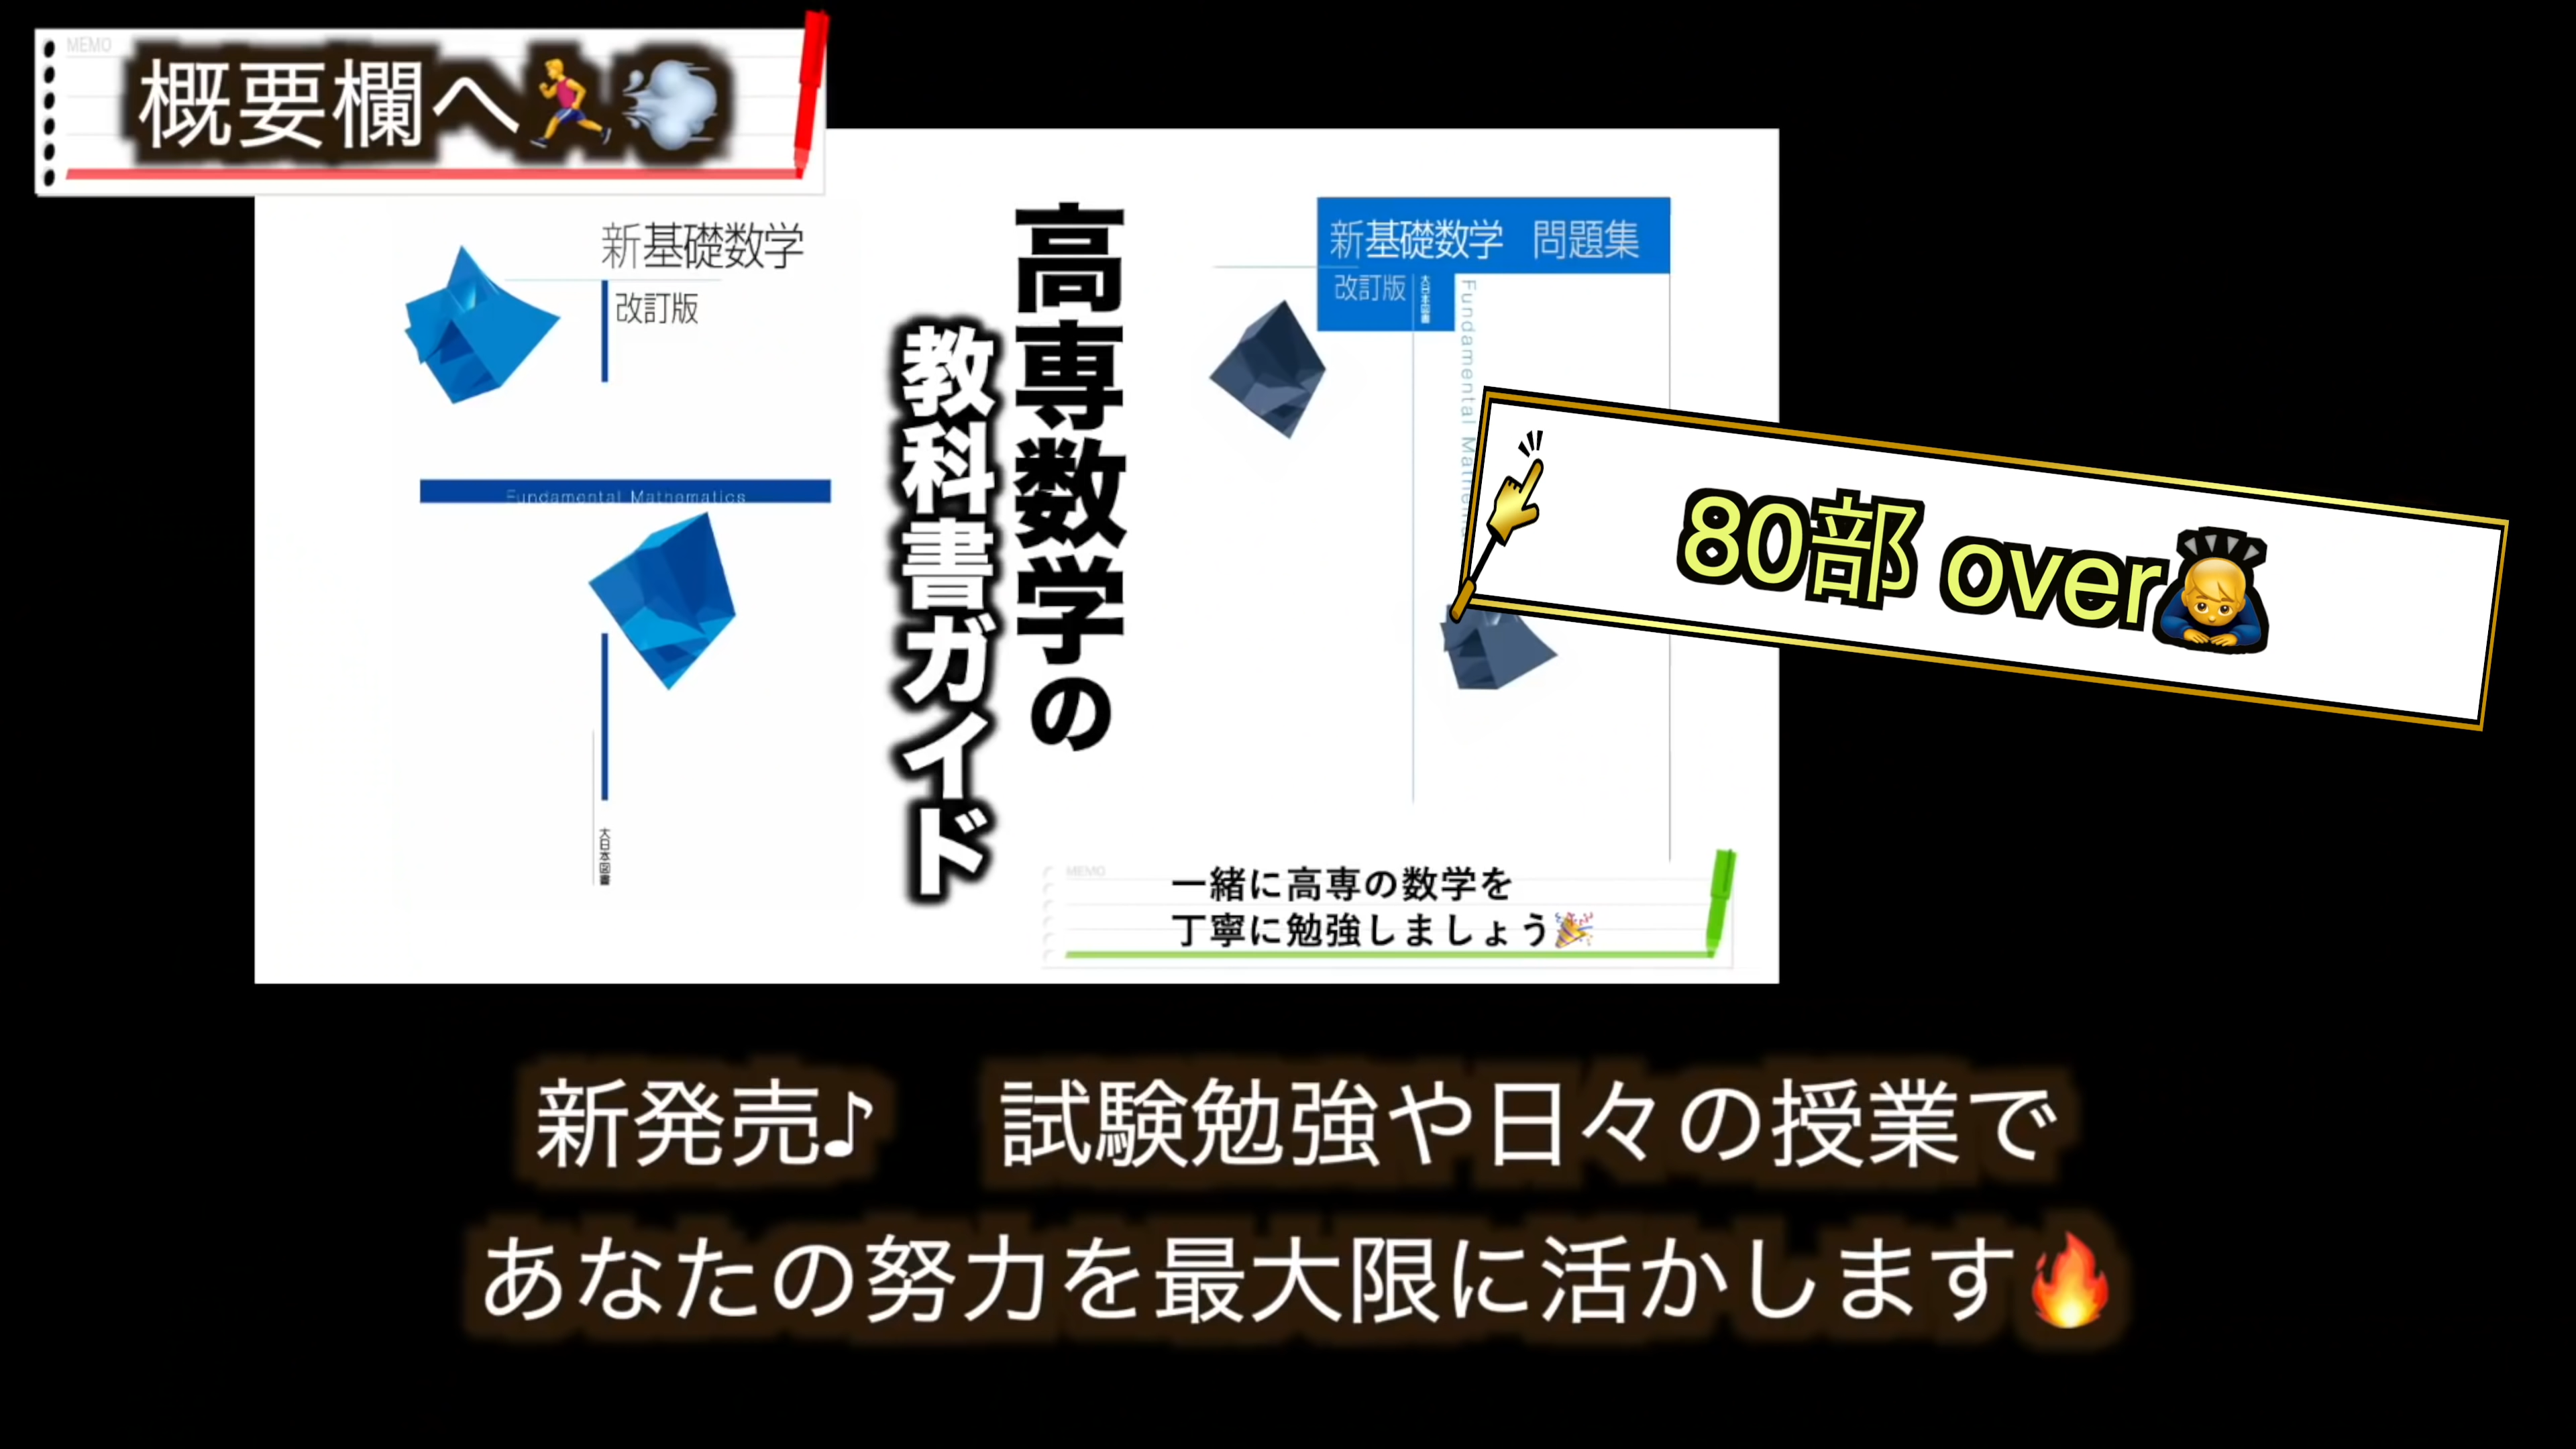 MEMO
概要欄へ🏃💨
新基礎数学
改訂版
Fundamental Mathematics
大日本図書
高専数学の
教科書ガイド
新基礎数学 問題集
改訂版
大日本図書
Fundamental Mathema
80部 over🙇
MEMO
一緒に高専の数学を
丁寧に勉強しましょう🎉
新発売♪ 試験勉強や日々の授業で
あなたの努力を最大限に活かします🔥